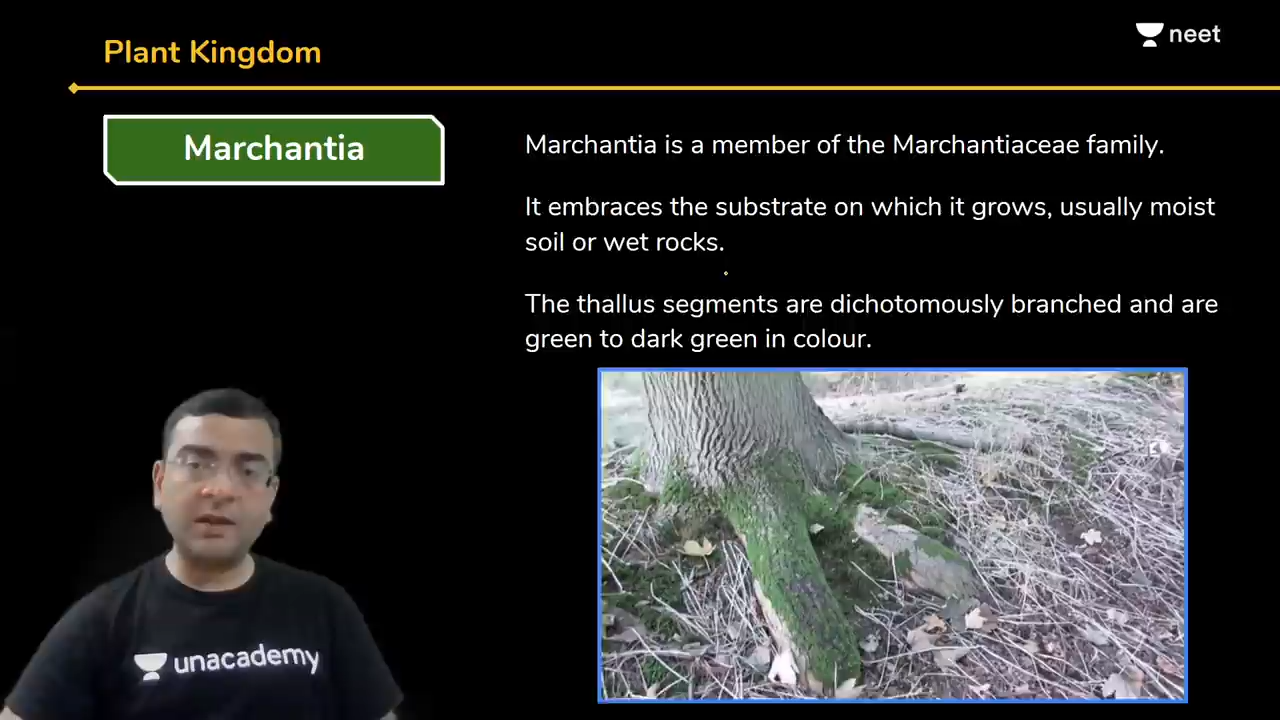 Plant Kingdom
neet
Marchantia
Marchantia is a member of the Marchantiaceae family.
It embraces the substrate on which it grows, usually moist
soil or wet rocks.
The thallus segments are dichotomously branched and are
green to dark green in colour.
unacademy